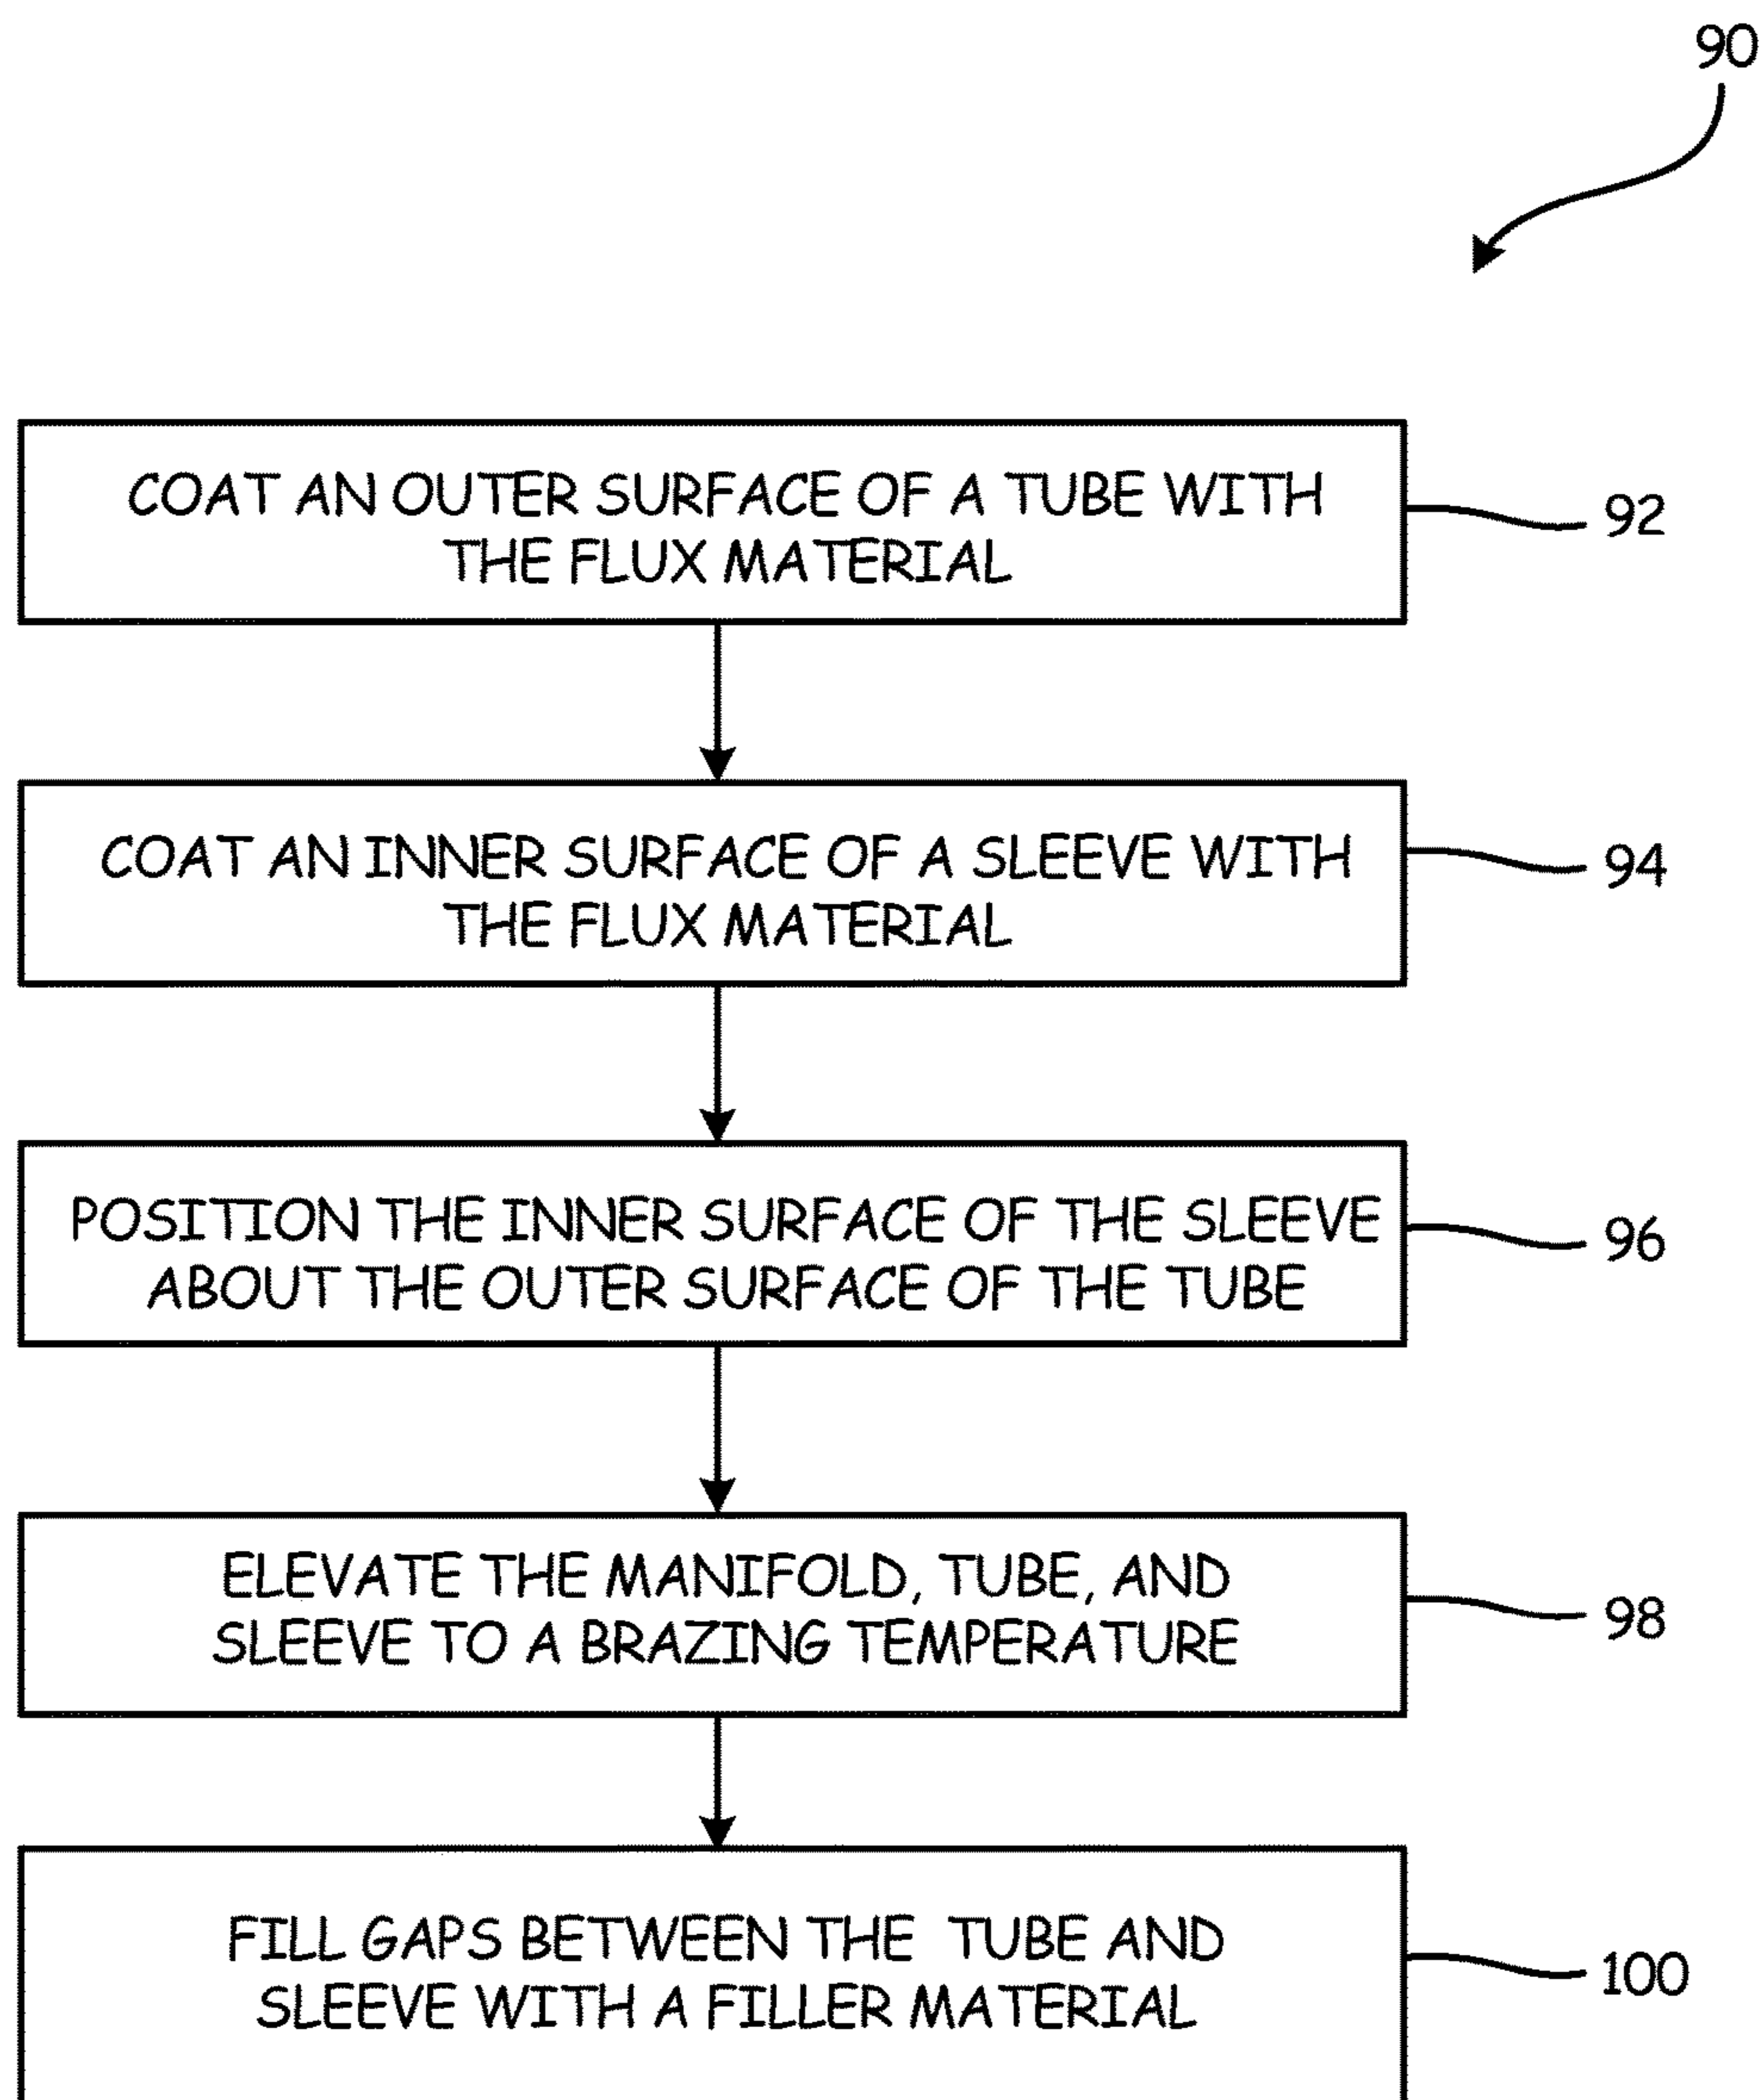 90
COAT AN OUTER SURFACE OF A TUBE WITH
THE FLUX MATERIAL
92
COAT AN INNER SURFACE OF A SLEEVE WITH
THE FLUX MATERIAL
94
POSITION THE INNER SURFACE OF THE SLEEVE
ABOUT THE OUTER SURFACE OF THE TUBE
96
ELEVATE THE MANIFOLD, TUBE, AND
SLEEVE TO A BRAZING TEMPERATURE
98
FILL GAPS BETWEEN THE TUBE AND
SLEEVE WITH A FILLER MATERIAL
100